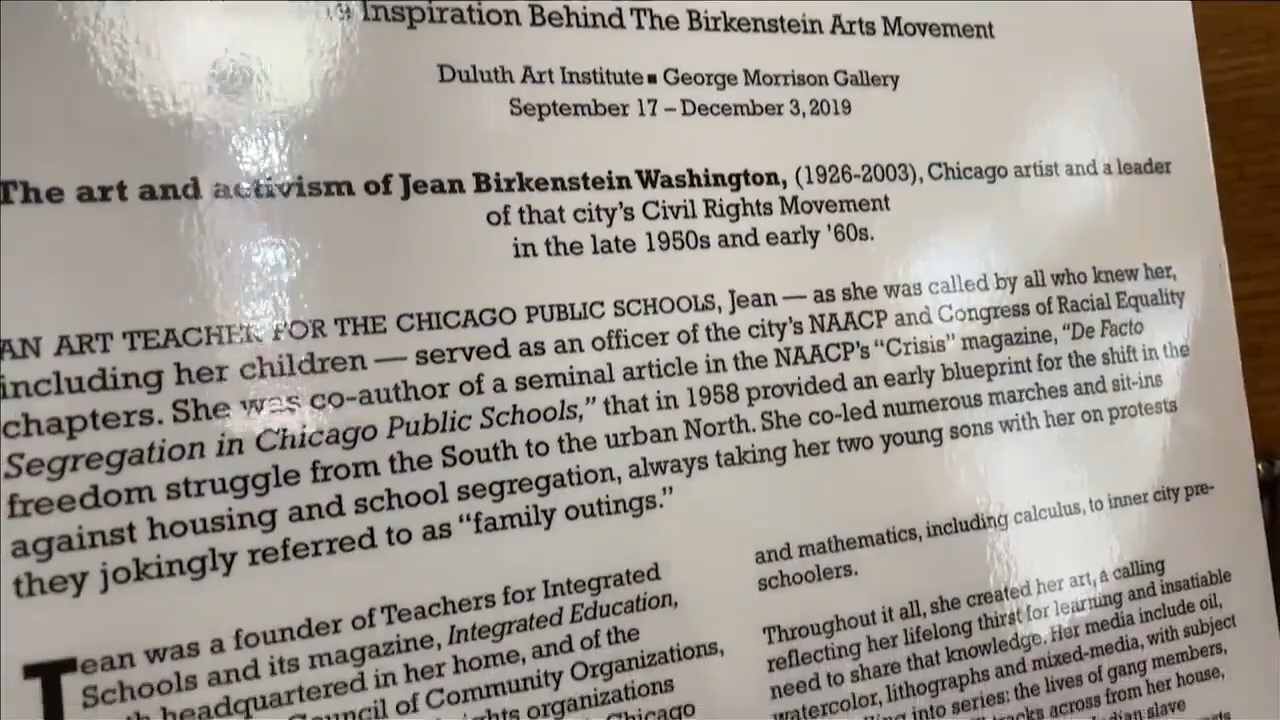 Inspiration Behind The Birkenstein Arts Movement
Duluth Art Institute ■ George Morrison Gallery
September 17 – December 3, 2019
The art and activism of Jean Birkenstein Washington, (1926-2003), Chicago artist and a leader
of that city's Civil Rights Movement
in the late 1950s and early '60s.
AN ART TEACHER FOR THE CHICAGO PUBLIC SCHOOLS, Jean — as she was called by all who knew her,
including her children — served as an officer of the city's NAACP and Congress of Racial Equality
chapters. She was co-author of a seminal article in the NAACP's "Crisis" magazine, "De Facto
Segregation in Chicago Public Schools," that in 1958 provided an early blueprint for the shift in the
freedom struggle from the South to the urban North. She co-led numerous marches and sit-ins
against housing and school segregation, always taking her two young sons with her on protests
they jokingly referred to as "family outings."
Jean was a founder of Teachers for Integrated
Schools and its magazine, Integrated Education,
headquartered in her home, and of the
Council of Community Organizations,
organizations
Chicago
and mathematics, including calculus, to inner city pre-
schoolers.
Throughout it all, she created her art, a calling
reflecting her lifelong thirst for learning and insatiable
need to share that knowledge. Her media include oil,
watercolor, lithographs and mixed-media, with subject
into series: the lives of gang members,
across from her house,
slave